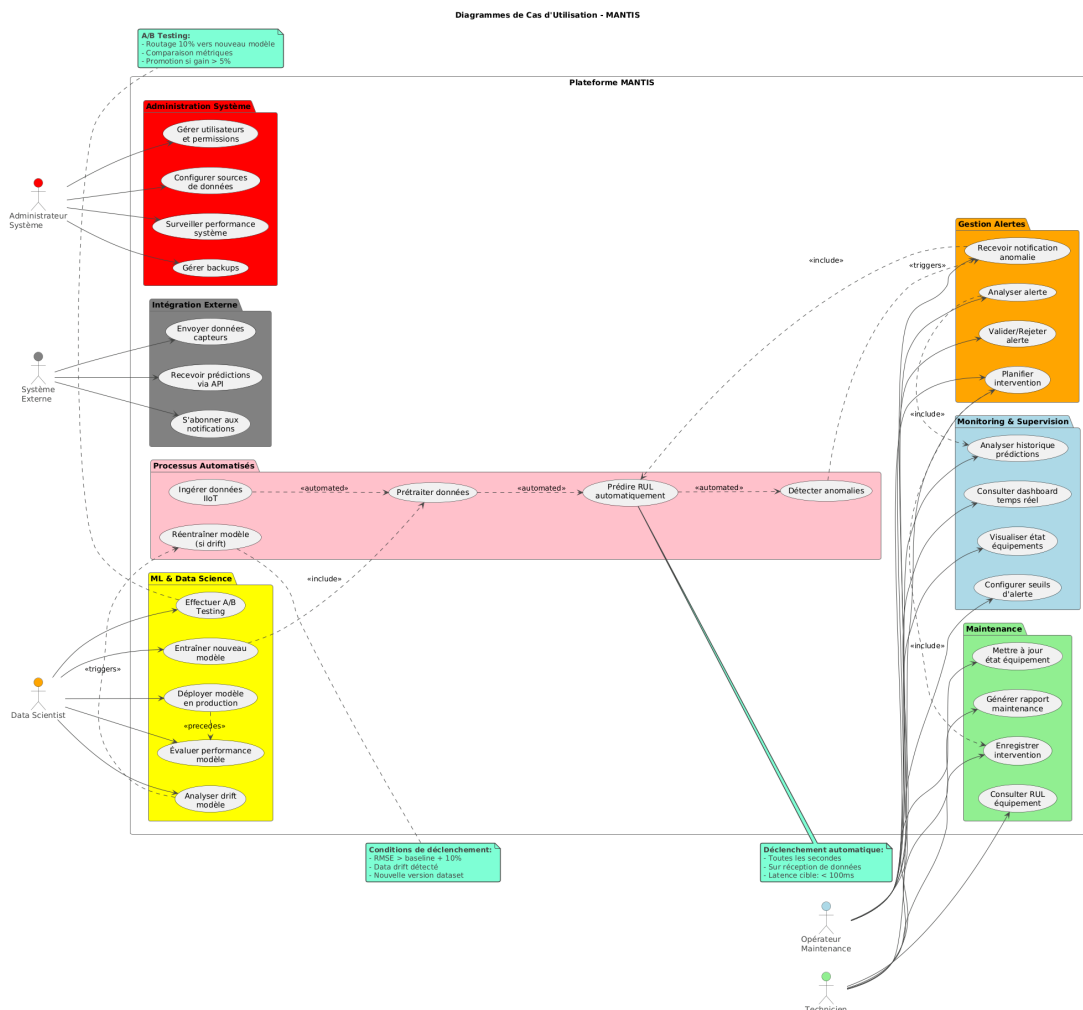 Diagrammes de Cas d'Utilisation - MANTIS
A/B Testing:
- Routage 10% vers nouveau modèle
- Comparaison métriques
- Promotion si gain > 5%
Plateforme MANTIS
Administration Système
Gérer utilisateurs
et permissions
Configurer sources
de données
Surveiller performance
système
Gérer backups
Administrateur
Système
Intégration Externe
Envoyer données
capteurs
Recevoir prédictions
via API
S'abonner aux
notifications
Système
Externe
Processus Automatisés
Ingérer données
IIoT
«automated»
Prétraiter données
«automated»
Prédire RUL
automatiquement
«automated»
Détecter anomalies
Réentraîner modèle
(si drift)
«include»
ML & Data Science
Effectuer A/B
Testing
Entraîner nouveau
modèle
«triggers»
Déployer modèle
en production
«precedes»
Évaluer performance
modèle
Analyser drift
modèle
Data Scientist
Gestion Alertes
Recevoir notification
anomalie
«include»
«triggers»
Analyser alerte
Valider/Rejeter
alerte
Planifier
intervention
«include»
Monitoring & Supervision
Analyser historique
prédictions
Consulter dashboard
temps réel
Visualiser état
équipements
Configurer seuils
d'alerte
Maintenance
«include»
Mettre à jour
état équipement
Générer rapport
maintenance
Enregistrer
intervention
Consulter RUL
équipement
Conditions de déclenchement:
- RMSE > baseline + 10%
- Data drift détecté
- Nouvelle version dataset
Déclenchement automatique:
- Toutes les secondes
- Sur réception de données
- Latence cible: < 100ms
Opérateur
Maintenance
Technicien